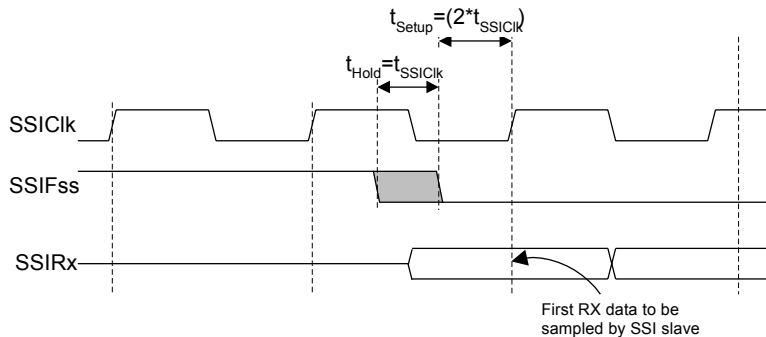 tSetup=(2*tSSIClk)
tHold=tSSIClk
SSIClk
SSIFss
SSIRx
First RX data to be
sampled by SSI slave